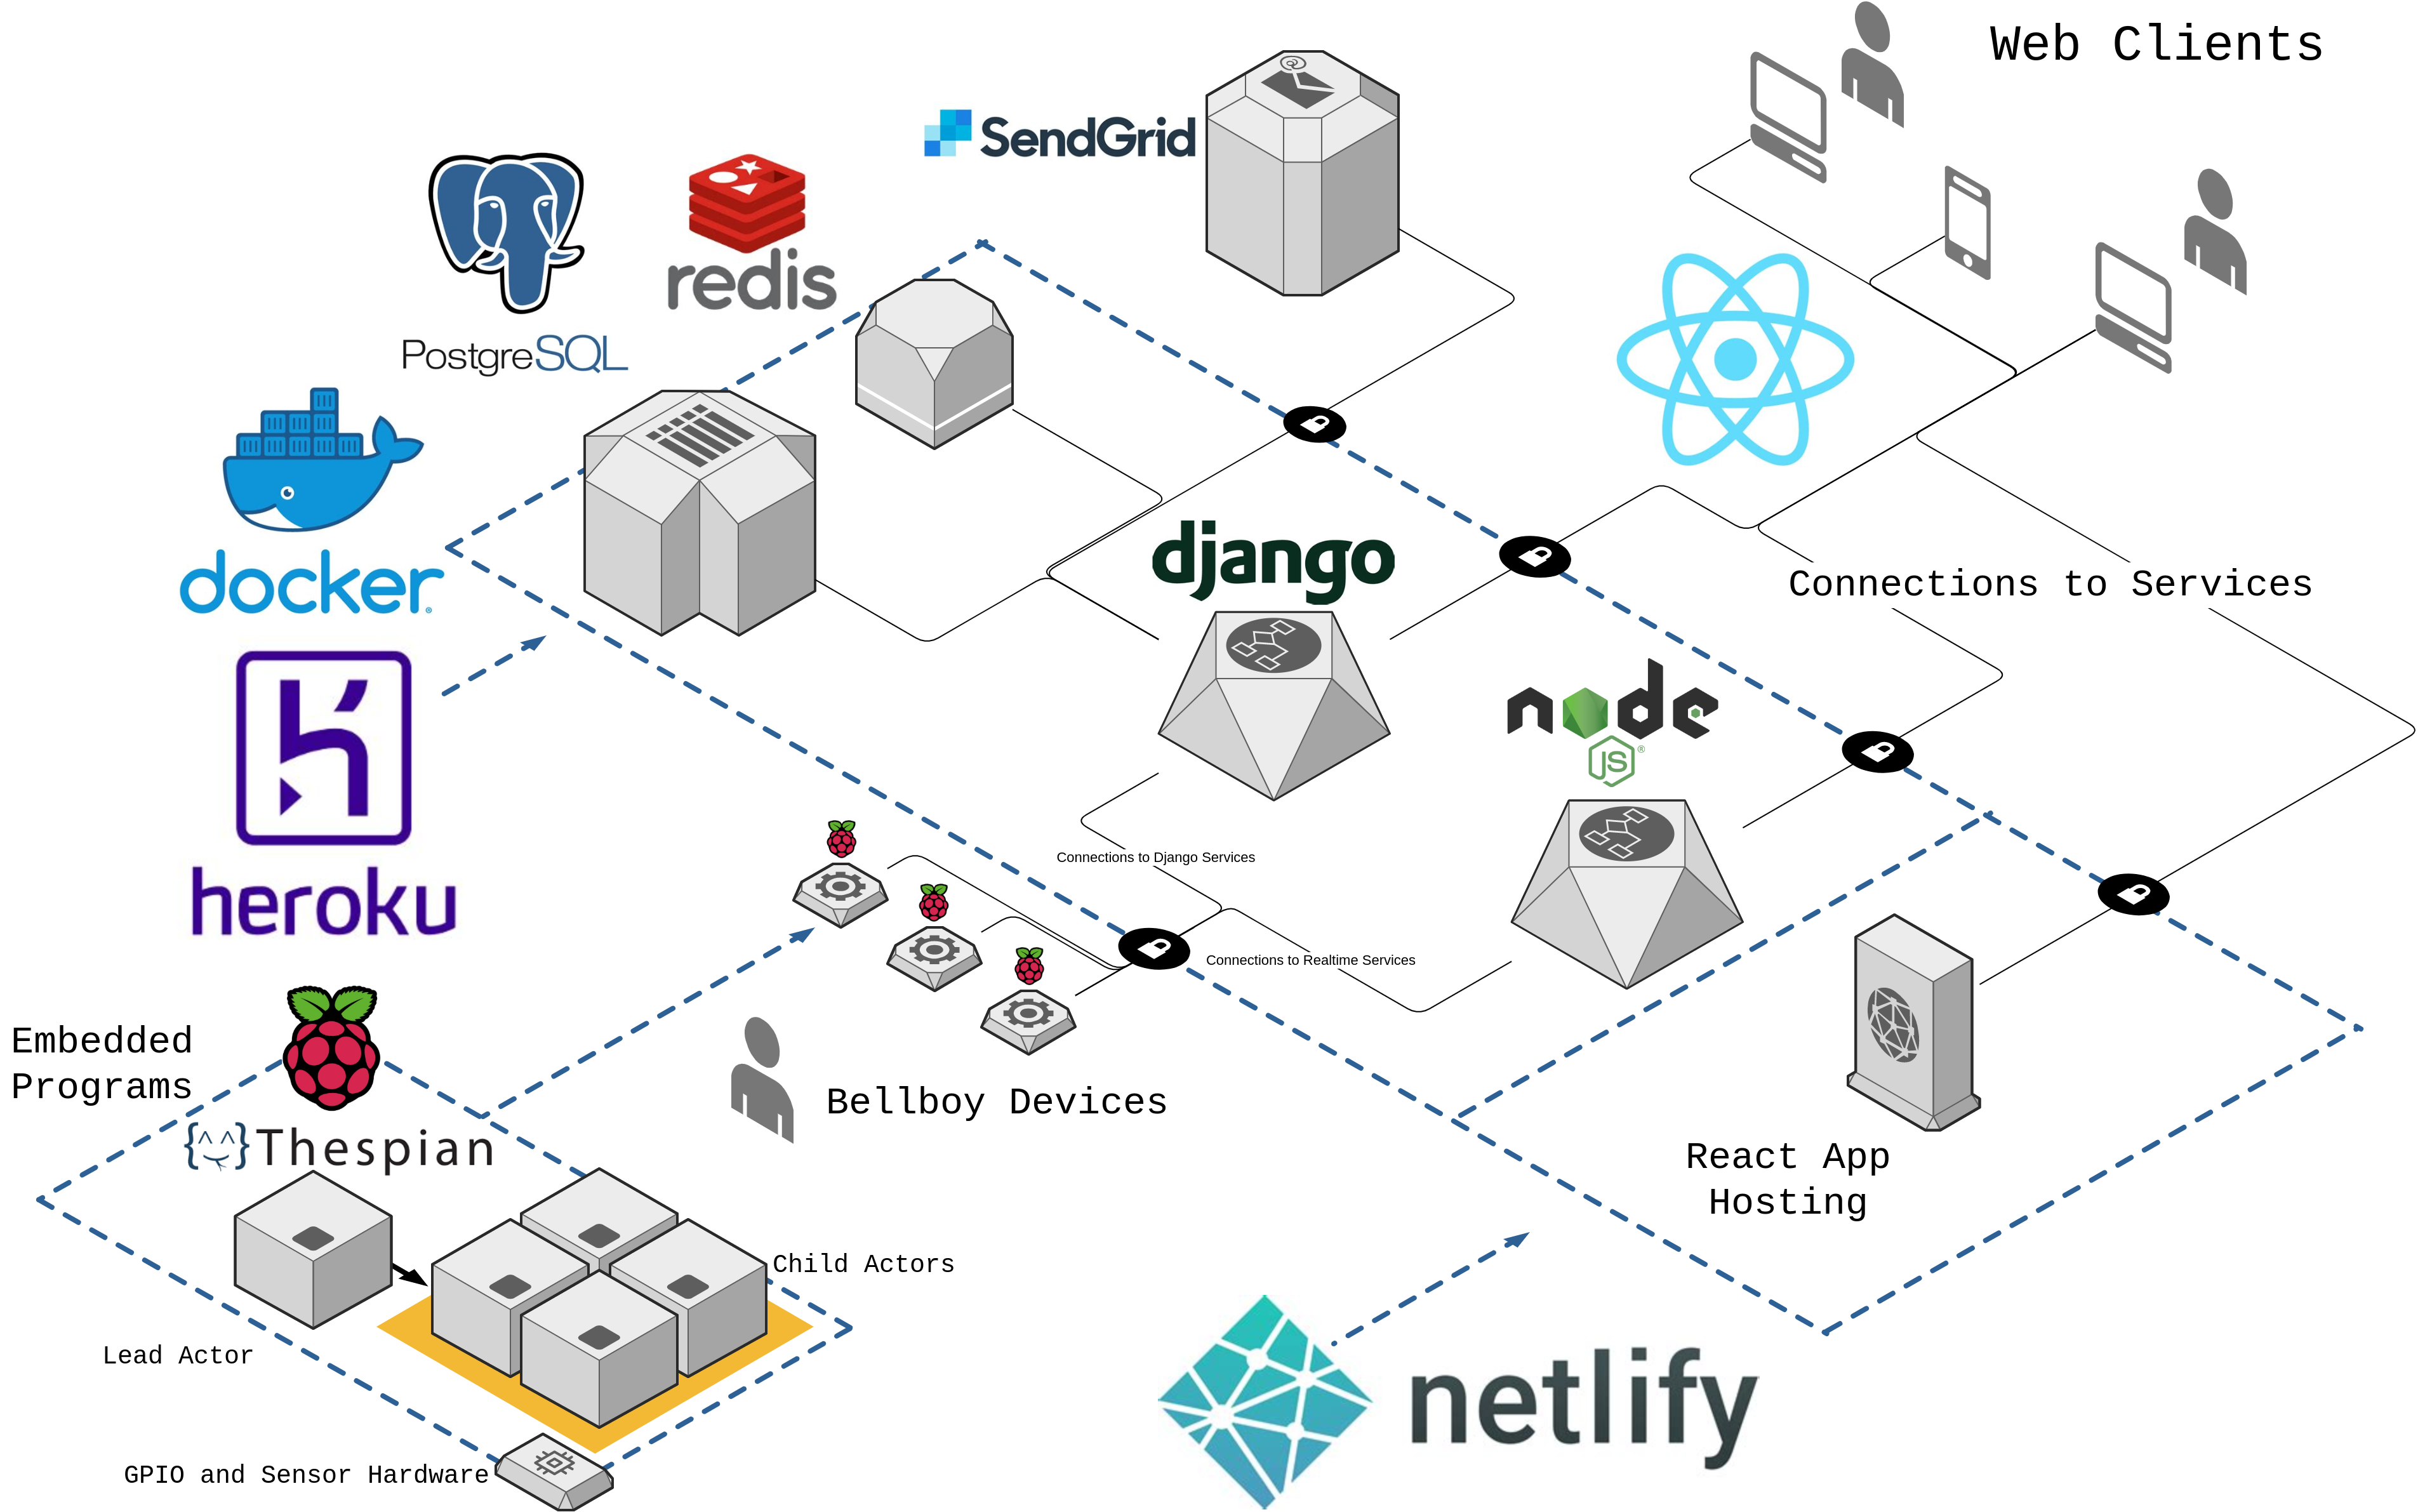 Web Clients
SendGrid
redis
PostgreSQL
docker®
django
Connections to Services
node
JS®
heroku
Connections to Django Services
Connections to Realtime Services
Embedded
Programs
Bellboy Devices
{^^}Thespian
React App
Hosting
Child Actors
Lead Actor
netlify
GPIO and Sensor Hardware